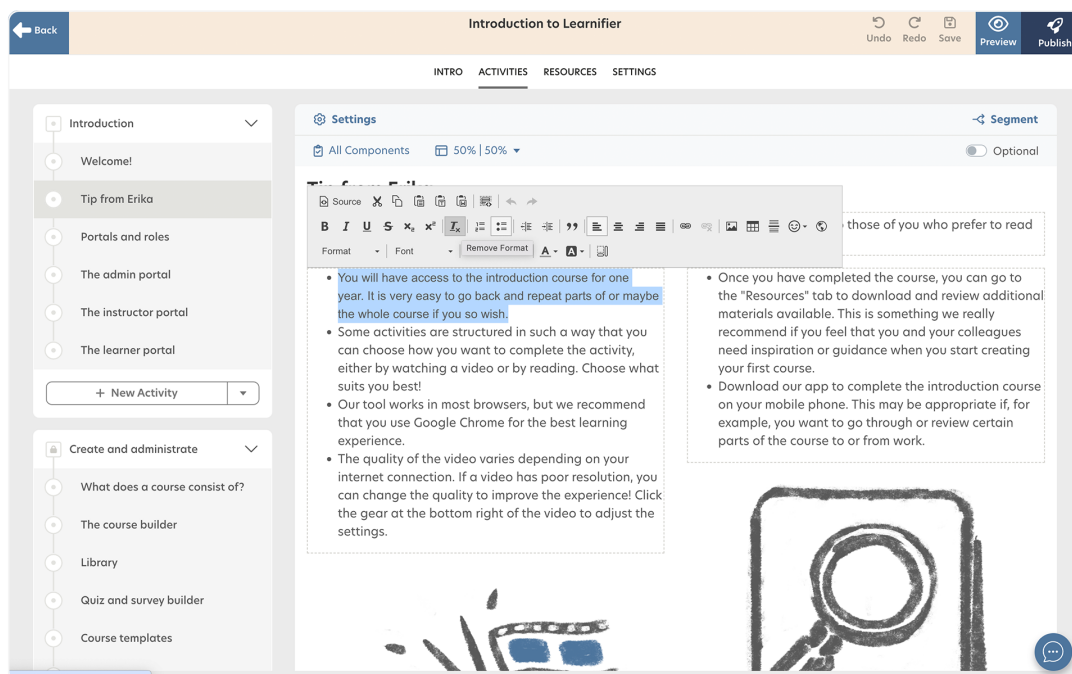 Back
Introduction to Learnifier
Undo
Redo
Save
Preview
Publish
INTRO
ACTIVITIES
RESOURCES
SETTINGS
Introduction
Welcome!
Tip from Erika
Portals and roles
The admin portal
The instructor portal
The learner portal
+ New Activity
Create and administrate
What does a course consist of?
The course builder
Library
Quiz and survey builder
Course templates
Settings
Segment
All Components
50% | 50%
Optional
Tip from Erika
Source
B I U S x₂ x² Tx
Format
Font
Remove Format
A
A
those of you who prefer to read
• You will have access to the introduction course for one
year. It is very easy to go back and repeat parts of or maybe
the whole course if you so wish.
• Some activities are structured in such a way that you
can choose how you want to complete the activity,
either by watching a video or by reading. Choose what
suits you best!
• Our tool works in most browsers, but we recommend
that you use Google Chrome for the best learning
experience.
• The quality of the video varies depending on your
internet connection. If a video has poor resolution, you
can change the quality to improve the experience! Click
the gear at the bottom right of the video to adjust the
settings.
• Once you have completed the course, you can go to
the "Resources" tab to download and review additional
materials available. This is something we really
recommend if you feel that you and your colleagues
need inspiration or guidance when you start creating
your first course.
• Download our app to complete the introduction course
on your mobile phone. This may be appropriate if, for
example, you want to go through or review certain
parts of the course to or from work.